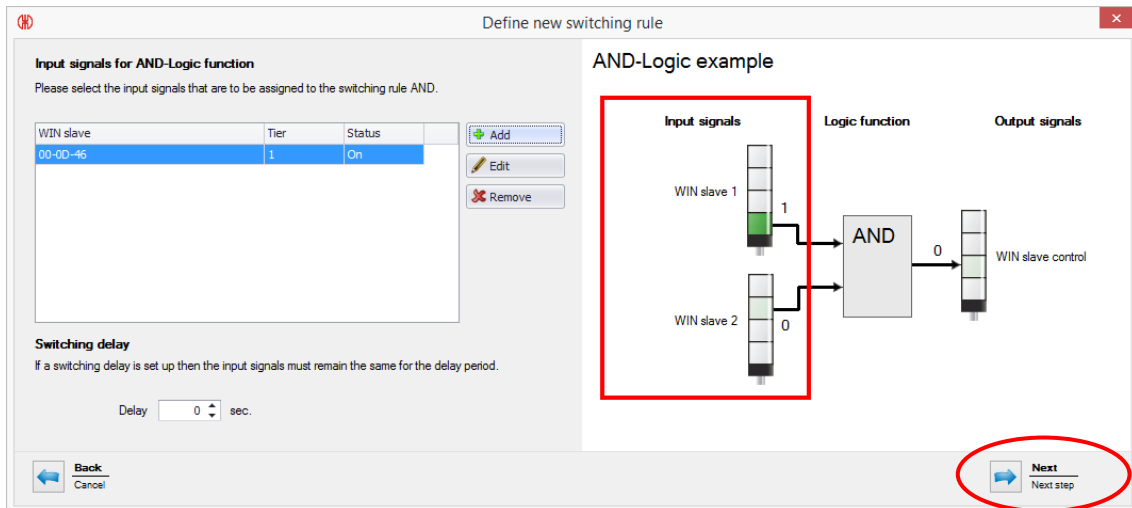 Define new switching rule
Input signals for AND-Logic function
Please select the input signals that are to be assigned to the switching rule AND.
WIN slave Tier Status
00-0D-46 1 On
Add
Edit
Remove
Switching delay
If a switching delay is set up then the input signals must remain the same for the delay period.
Delay 0 sec.
AND-Logic example
Input signals Logic function Output signals
WIN slave 1
1
AND
0
WIN slave control
WIN slave 2
0
Back
Cancel
Next
Next step